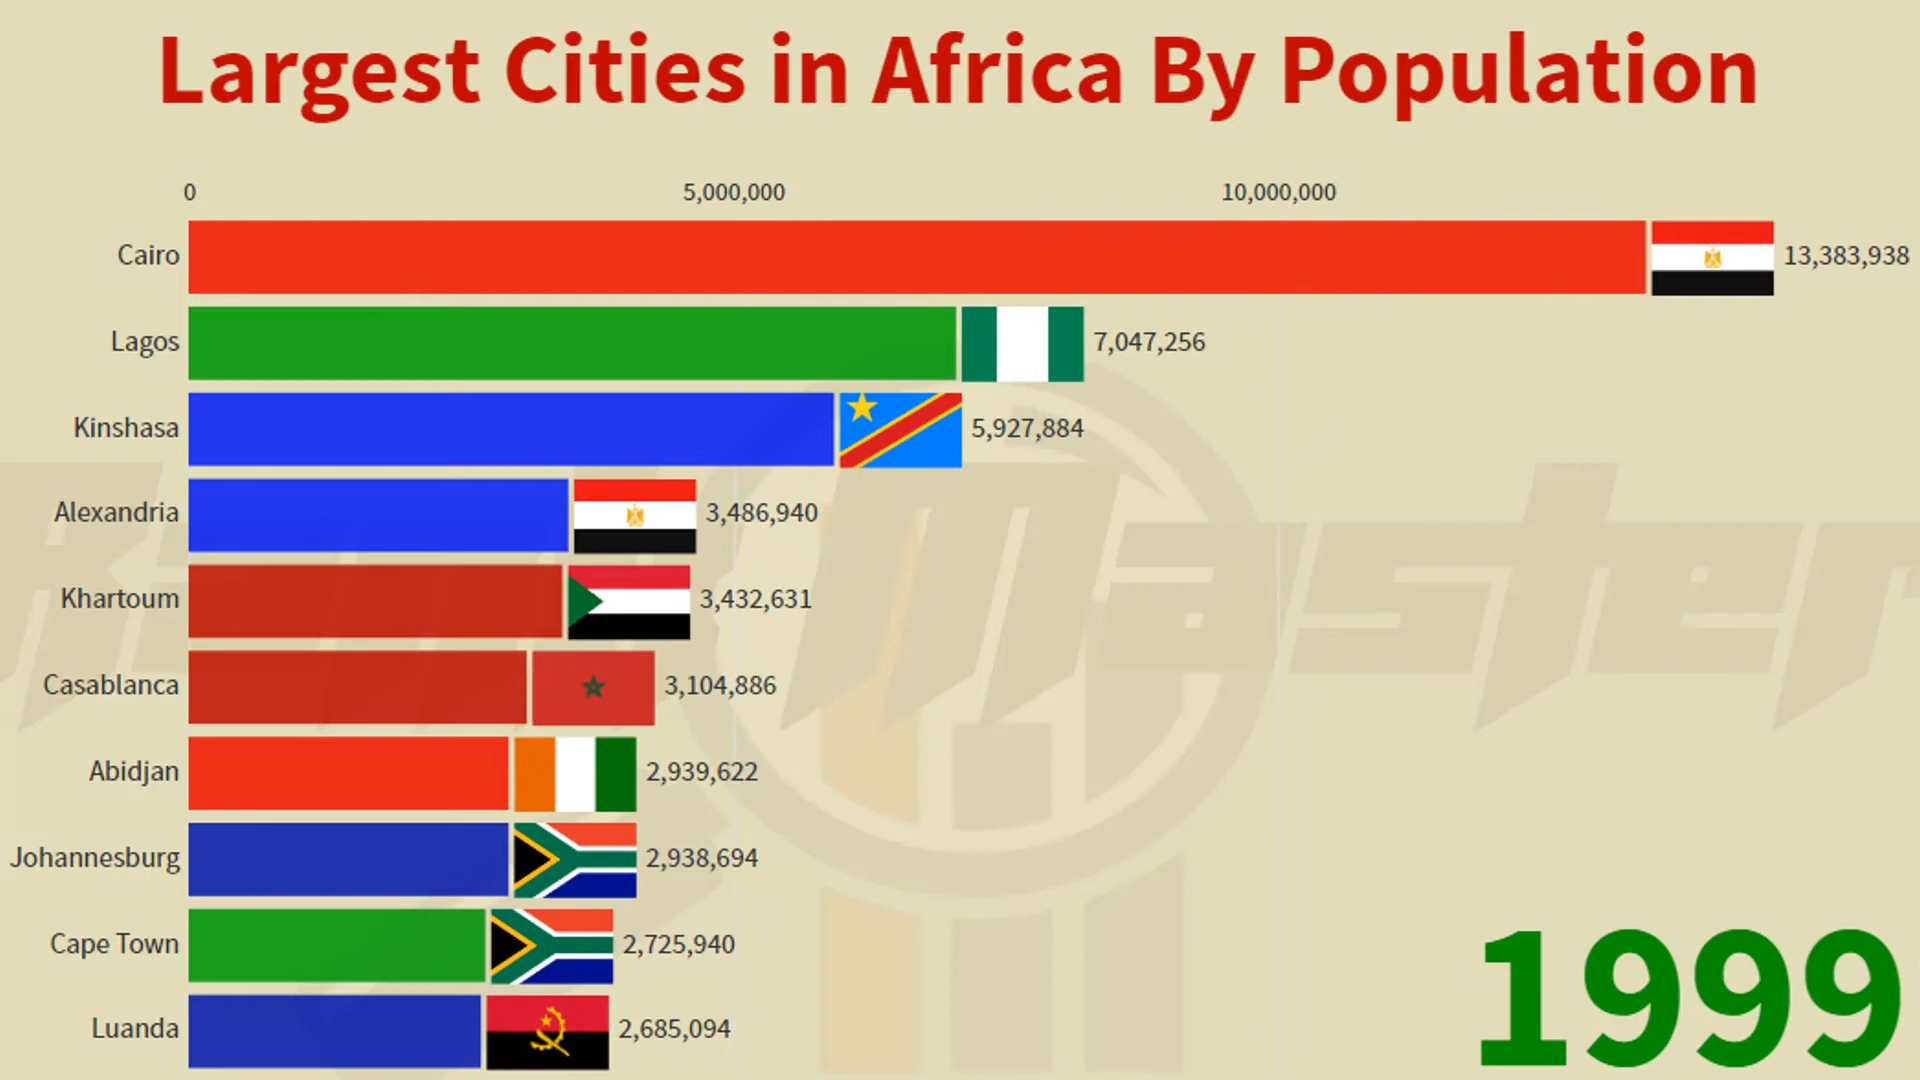 Largest Cities in Africa By Population
0 5,000,000 10,000,000
Cairo 13,383,938
Lagos 7,047,256
Kinshasa 5,927,884
Alexandria 3,486,940
Khartoum 3,432,631
Casablanca 3,104,886
Abidjan 2,939,622
Johannesburg 2,938,694
Cape Town 2,725,940
Luanda 2,685,094
1999